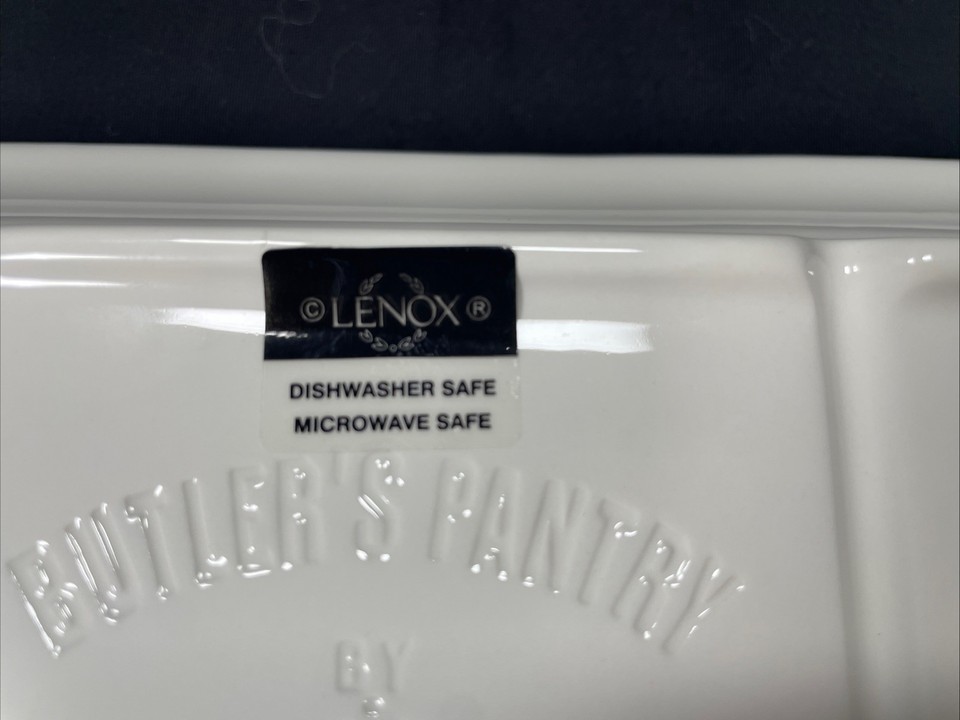 © LENOX ®
DISHWASHER SAFE
MICROWAVE SAFE
BUTLER'S PANTRY
BY